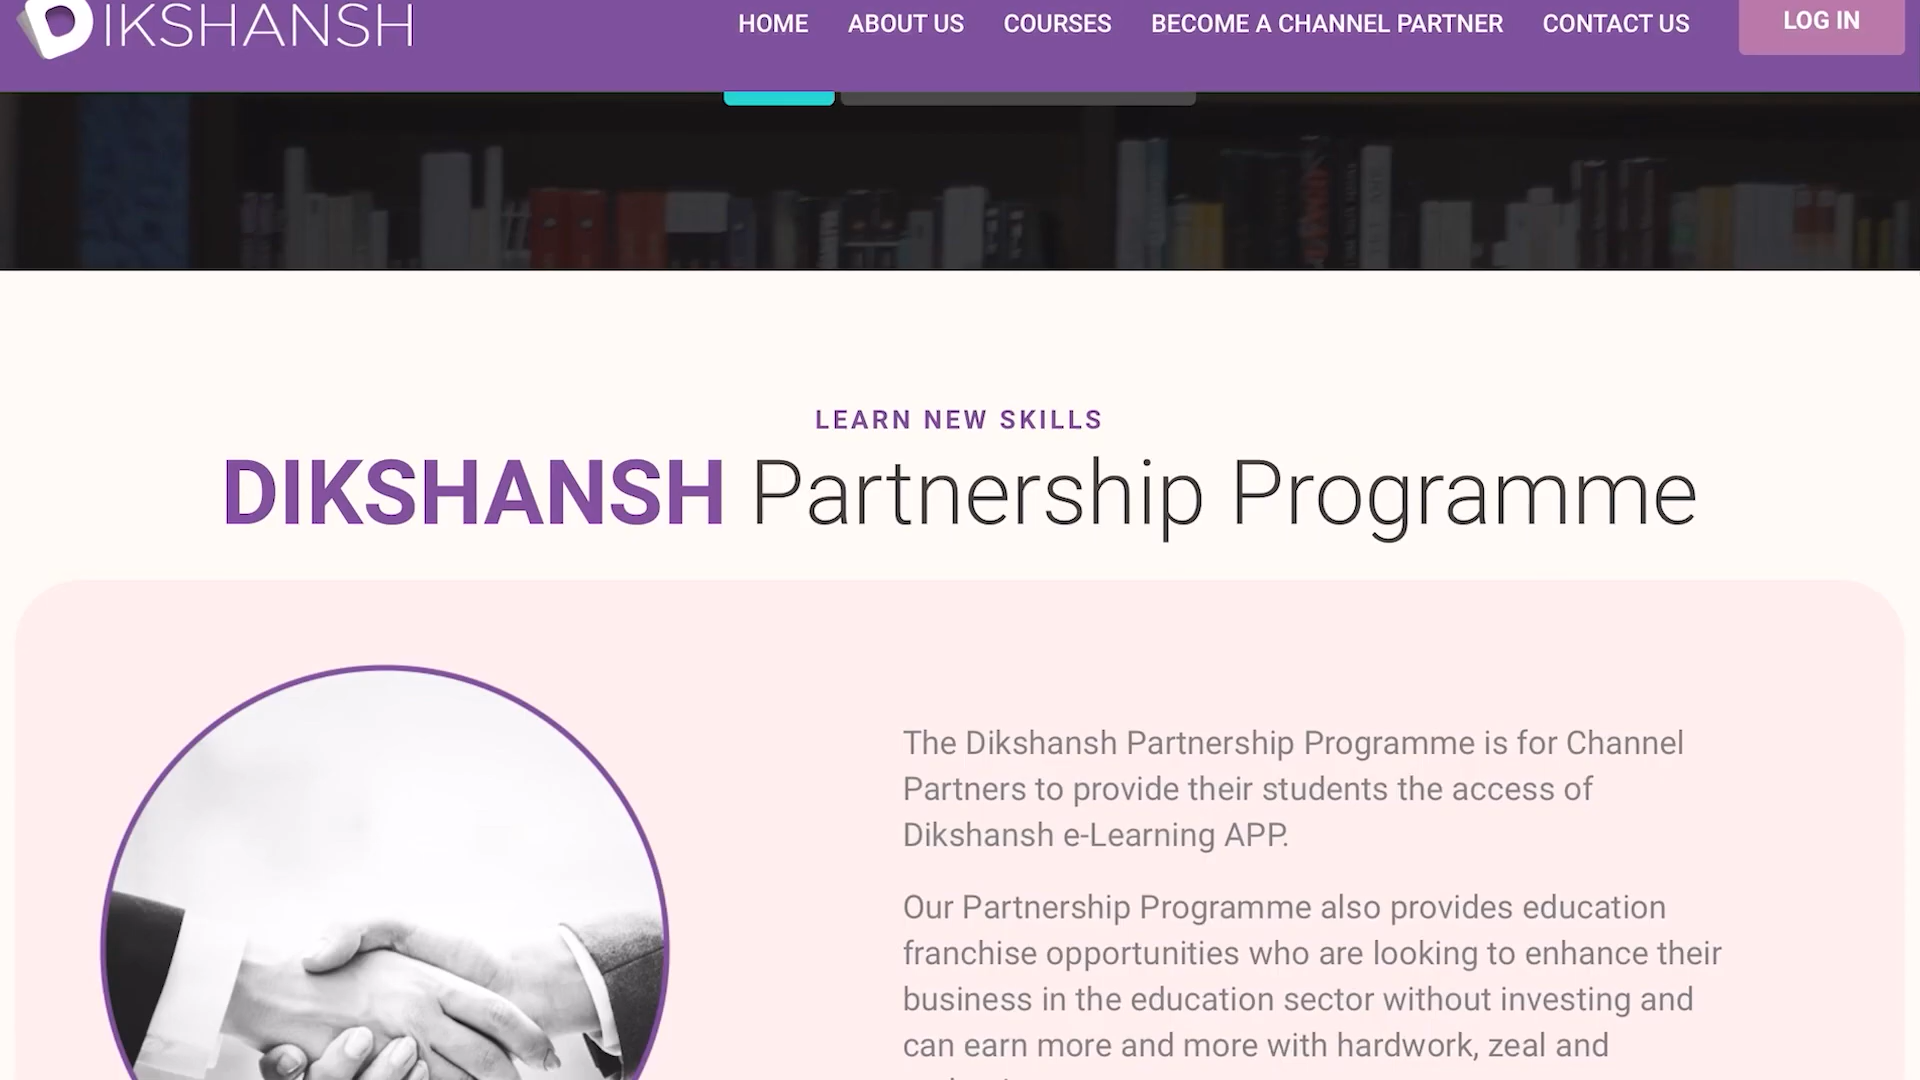 DIKSHANSH
HOME ABOUT US COURSES BECOME A CHANNEL PARTNER CONTACT US LOG IN
LEARN NEW SKILLS
DIKSHANSH Partnership Programme
The Dikshansh Partnership Programme is for Channel
Partners to provide their students the access of
Dikshansh e-Learning APP.
Our Partnership Programme also provides education
franchise opportunities who are looking to enhance their
business in the education sector without investing and
can earn more and more with hardwork, zeal and